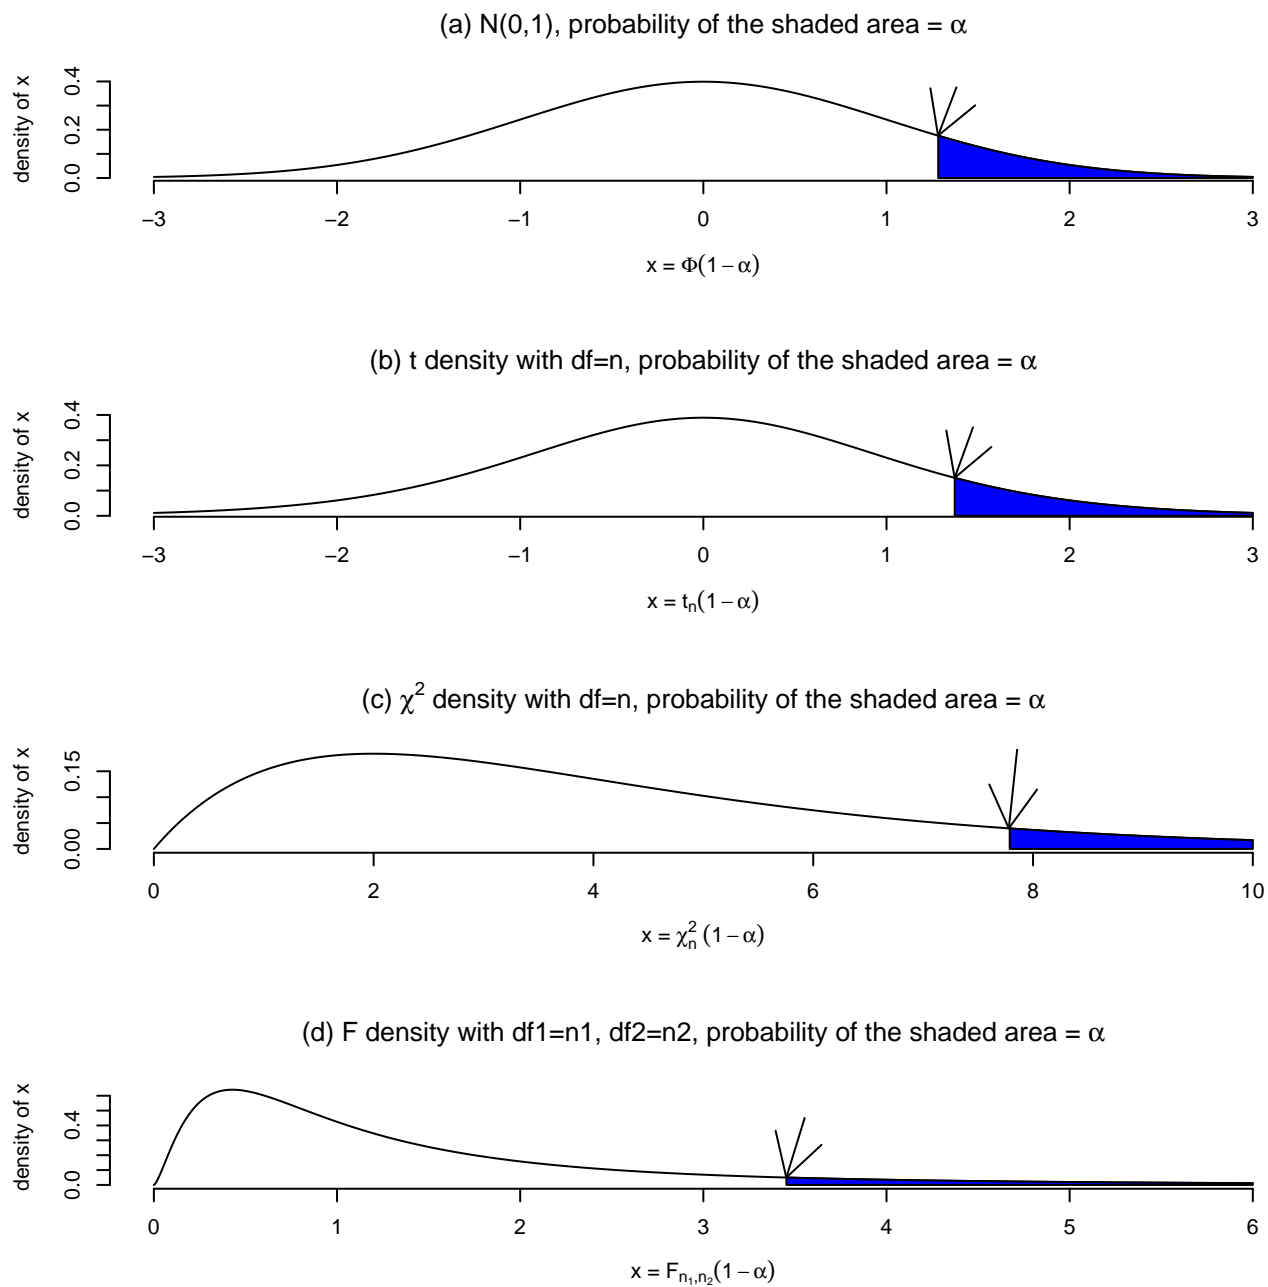 (a) N(0,1), probability of the shaded area = α
density of x
0.0 0.2 0.4
−3 −2 −1 0 1 2 3
x = Φ(1 − α)
(b) t density with df=n, probability of the shaded area = α
density of x
0.0 0.2 0.4
−3 −2 −1 0 1 2 3
x = tₙ(1 − α)
(c) χ² density with df=n, probability of the shaded area = α
density of x
0.00 0.15
0 2 4 6 8 10
x = χₙ² (1 − α)
(d) F density with df1=n1, df2=n2, probability of the shaded area = α
density of x
0.0 0.4
0 1 2 3 4 5 6
x = Fₙ₁,ₙ₂(1 − α)